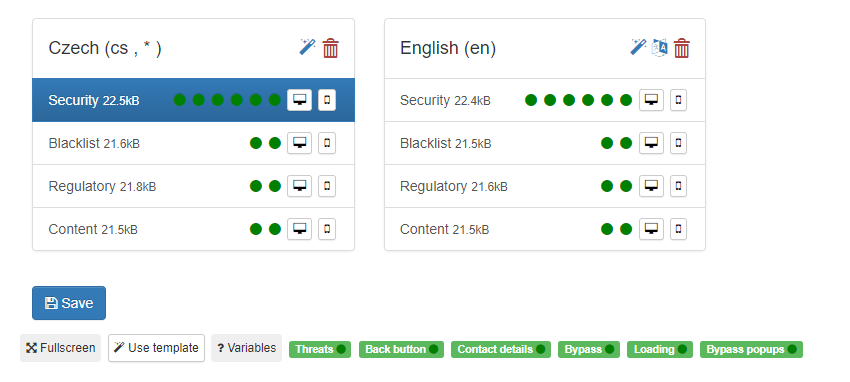 Czech (cs , * )
Security 22.5kB
Blacklist 21.6kB
Regulatory 21.8kB
Content 21.5kB
English (en)
Security 22.4kB
Blacklist 21.5kB
Regulatory 21.6kB
Content 21.5kB
Save
Fullscreen Use template ? Variables Threats Back button Contact details Bypass Loading Bypass popups